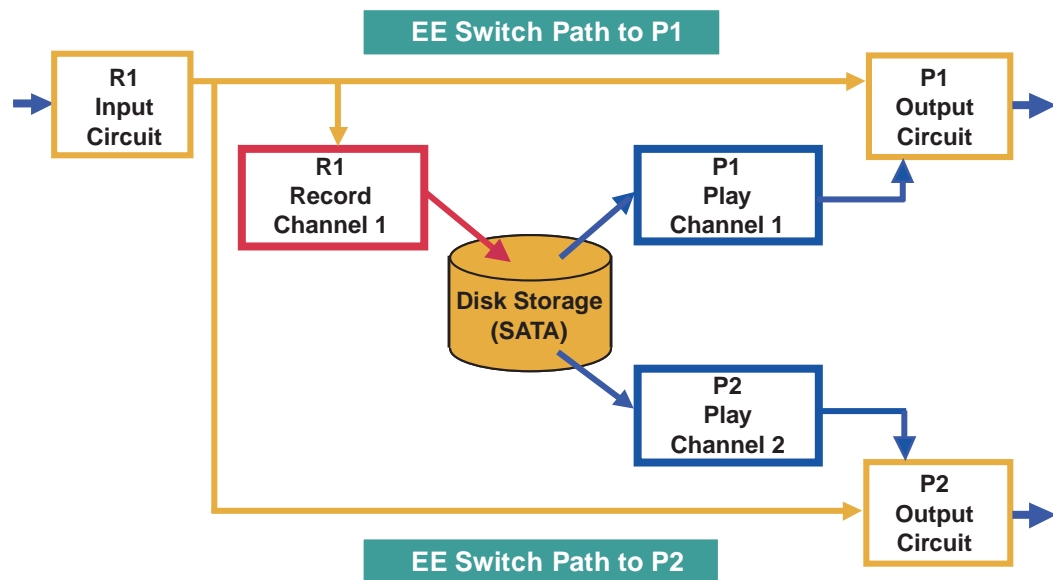 EE Switch Path to P1
R1
Input
Circuit
P1
Output
Circuit
R1
Record
Channel 1
P1
Play
Channel 1
Disk Storage
(SATA)
P2
Play
Channel 2
P2
Output
Circuit
EE Switch Path to P2